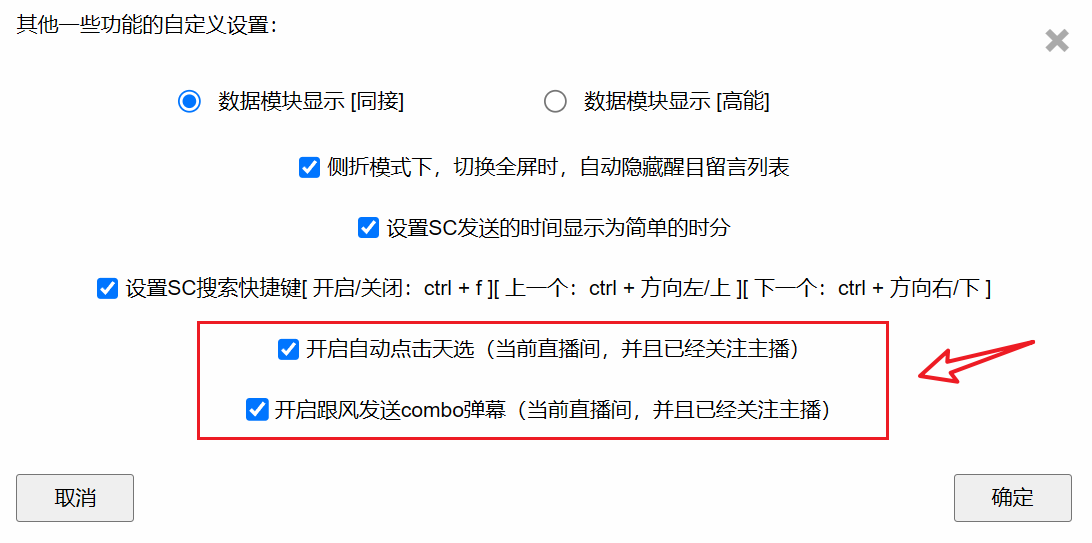 其他一些功能的自定义设置：
数据模块显示 [同接] 数据模块显示 [高能]
侧折模式下，切换全屏时，自动隐藏醒目留言列表
设置SC发送的时间显示为简单的时分
设置SC搜索快捷键[ 开启/关闭：ctrl + f ][ 上一个：ctrl + 方向左/上 ][ 下一个：ctrl + 方向右/下 ]
开启自动点击天选（当前直播间，并且已经关注主播）
开启跟风发送combo弹幕（当前直播间，并且已经关注主播）
取消 确定